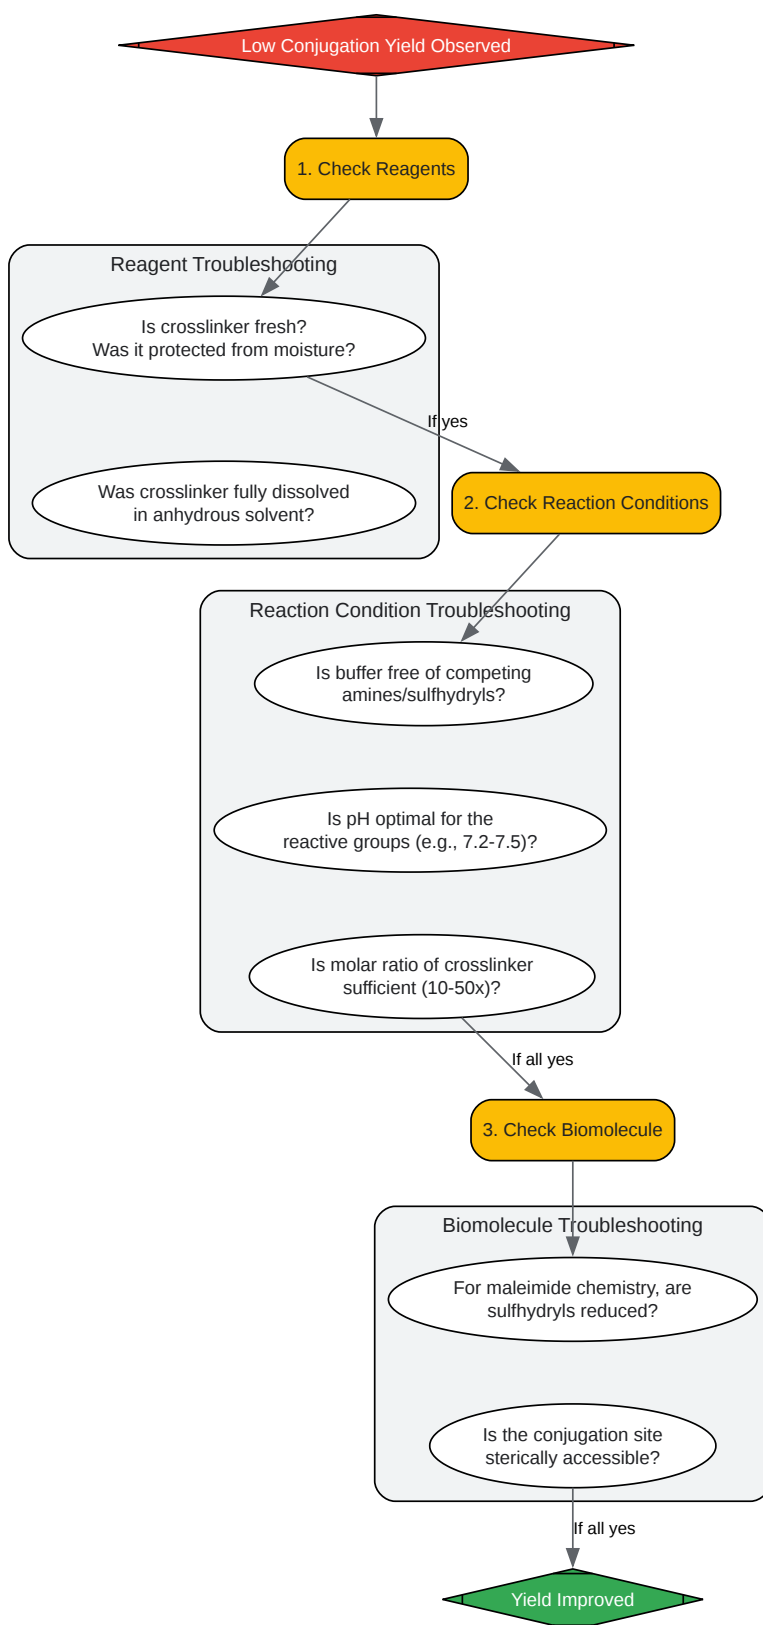 Low Conjugation Yield Observed
1. Check Reagents
Reagent Troubleshooting
Is crosslinker fresh?
Was it protected from moisture?
If yes
Was crosslinker fully dissolved
in anhydrous solvent?
2. Check Reaction Conditions
Reaction Condition Troubleshooting
Is buffer free of competing
amines/sulfhydryls?
Is pH optimal for the
reactive groups (e.g., 7.2-7.5)?
Is molar ratio of crosslinker
sufficient (10-50x)?
If all yes
3. Check Biomolecule
Biomolecule Troubleshooting
For maleimide chemistry, are
sulfhydryls reduced?
Is the conjugation site
sterically accessible?
If all yes
Yield Improved